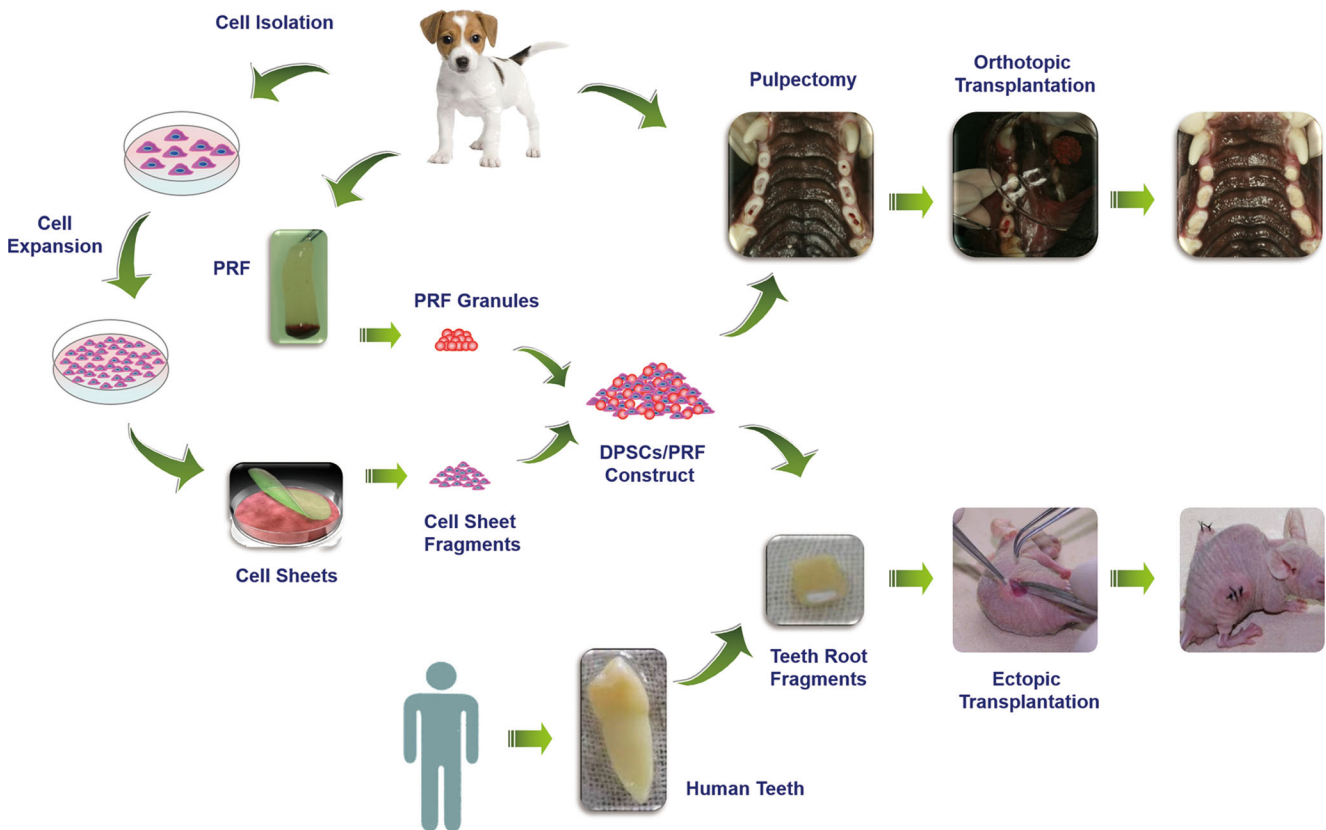 Cell Isolation
Pulpectomy
Orthotopic
Transplantation
Cell
Expansion
PRF
PRF Granules
DPSCs/PRF
Construct
Cell Sheet
Fragments
Cell Sheets
Teeth Root
Fragments
Ectopic
Transplantation
Human Teeth